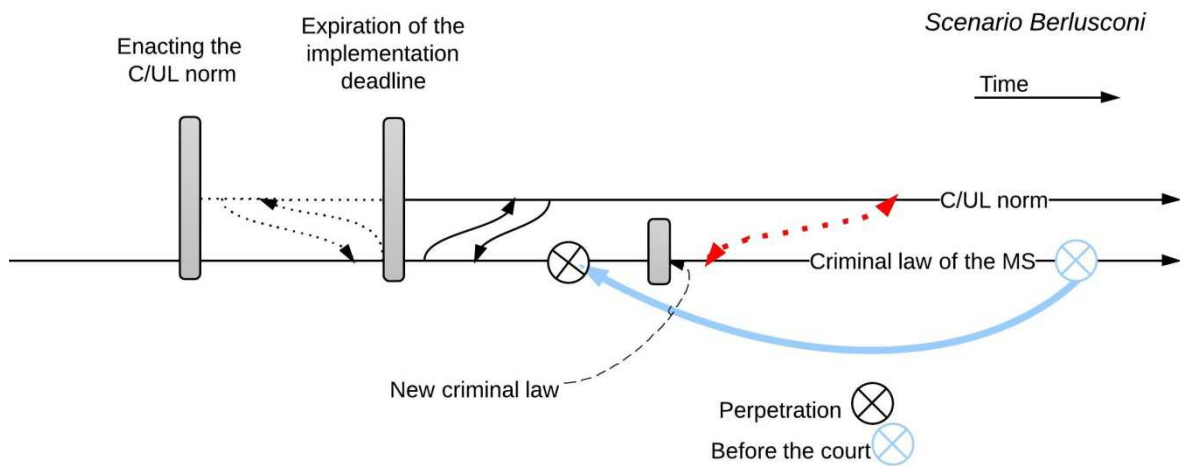 Scenario Berlusconi
Enacting the
C/UL norm
Expiration of the
implementation
deadline
Time
C/UL norm
Criminal law of the MS
New criminal law
Perpetration
Before the court